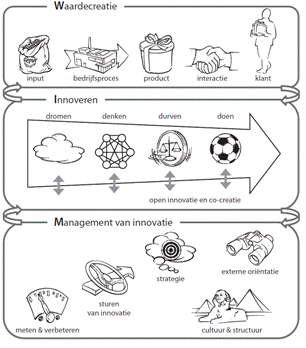 Waardecreatie
input bedrijfsproces product interactie klant
Innoveren
dromen denken durven doen
open innovatie en co-creatie
Management van innovatie
strategie
externe oriëntatie
sturen
van innovatie
meten & verbeteren
cultuur & structuur